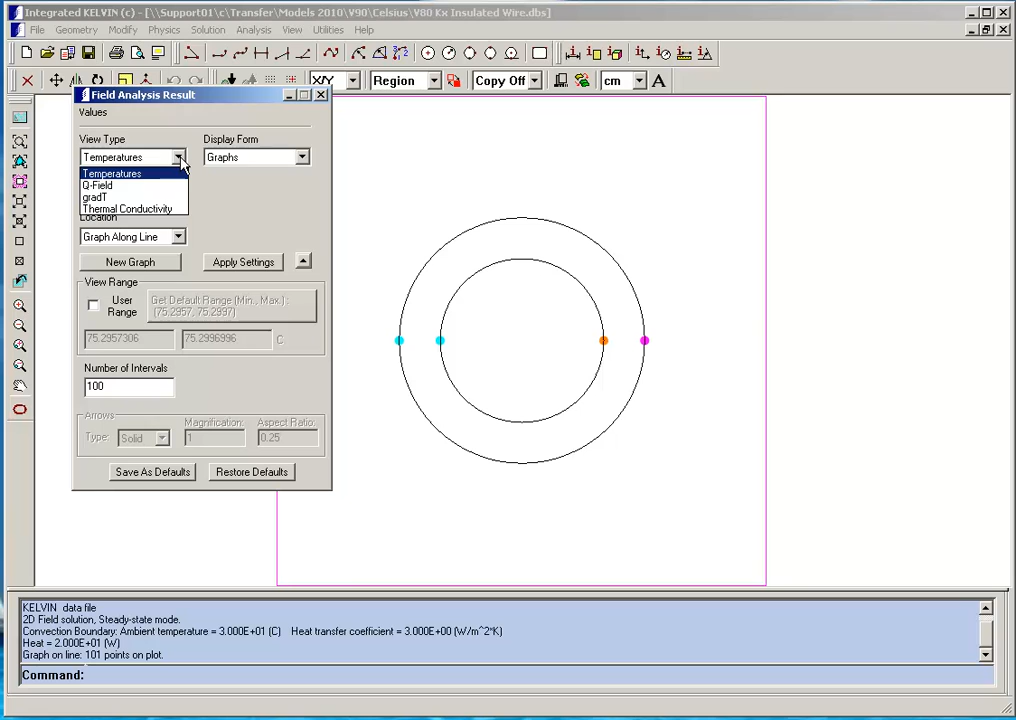 Integrated KELVIN (c) - [\\Support01\c\Transfer\Models 2010\V90\Celsius\V80 Kx Insulated Wire.dbs]
File Geometry Modify Physics Solution Analysis View Utilities Help
X/Y Region Copy Off cm A
Field Analysis Result
Values
View Type Display Form
Temperatures Graphs
Temperatures
Q-Field
gradT
Thermal Conductivity
Location
Graph Along Line
New Graph Apply Settings
View Range
User Range
Get Default Range (Min., Max.) :
(75.2957, 75.2997)
75.2957306 75.2996996 C
Number of Intervals
100
Arrows
Type: Solid Magnification: 1 Aspect Ratio: 0.25
Save As Defaults Restore Defaults
KELVIN data file
2D Field solution, Steady-state mode.
Convection Boundary: Ambient temperature = 3.000E+01 (C) Heat transfer coefficient = 3.000E+00 (W/m^2*K)
Heat = 2.000E+01 (W)
Graph on line: 101 points on plot.
Command: